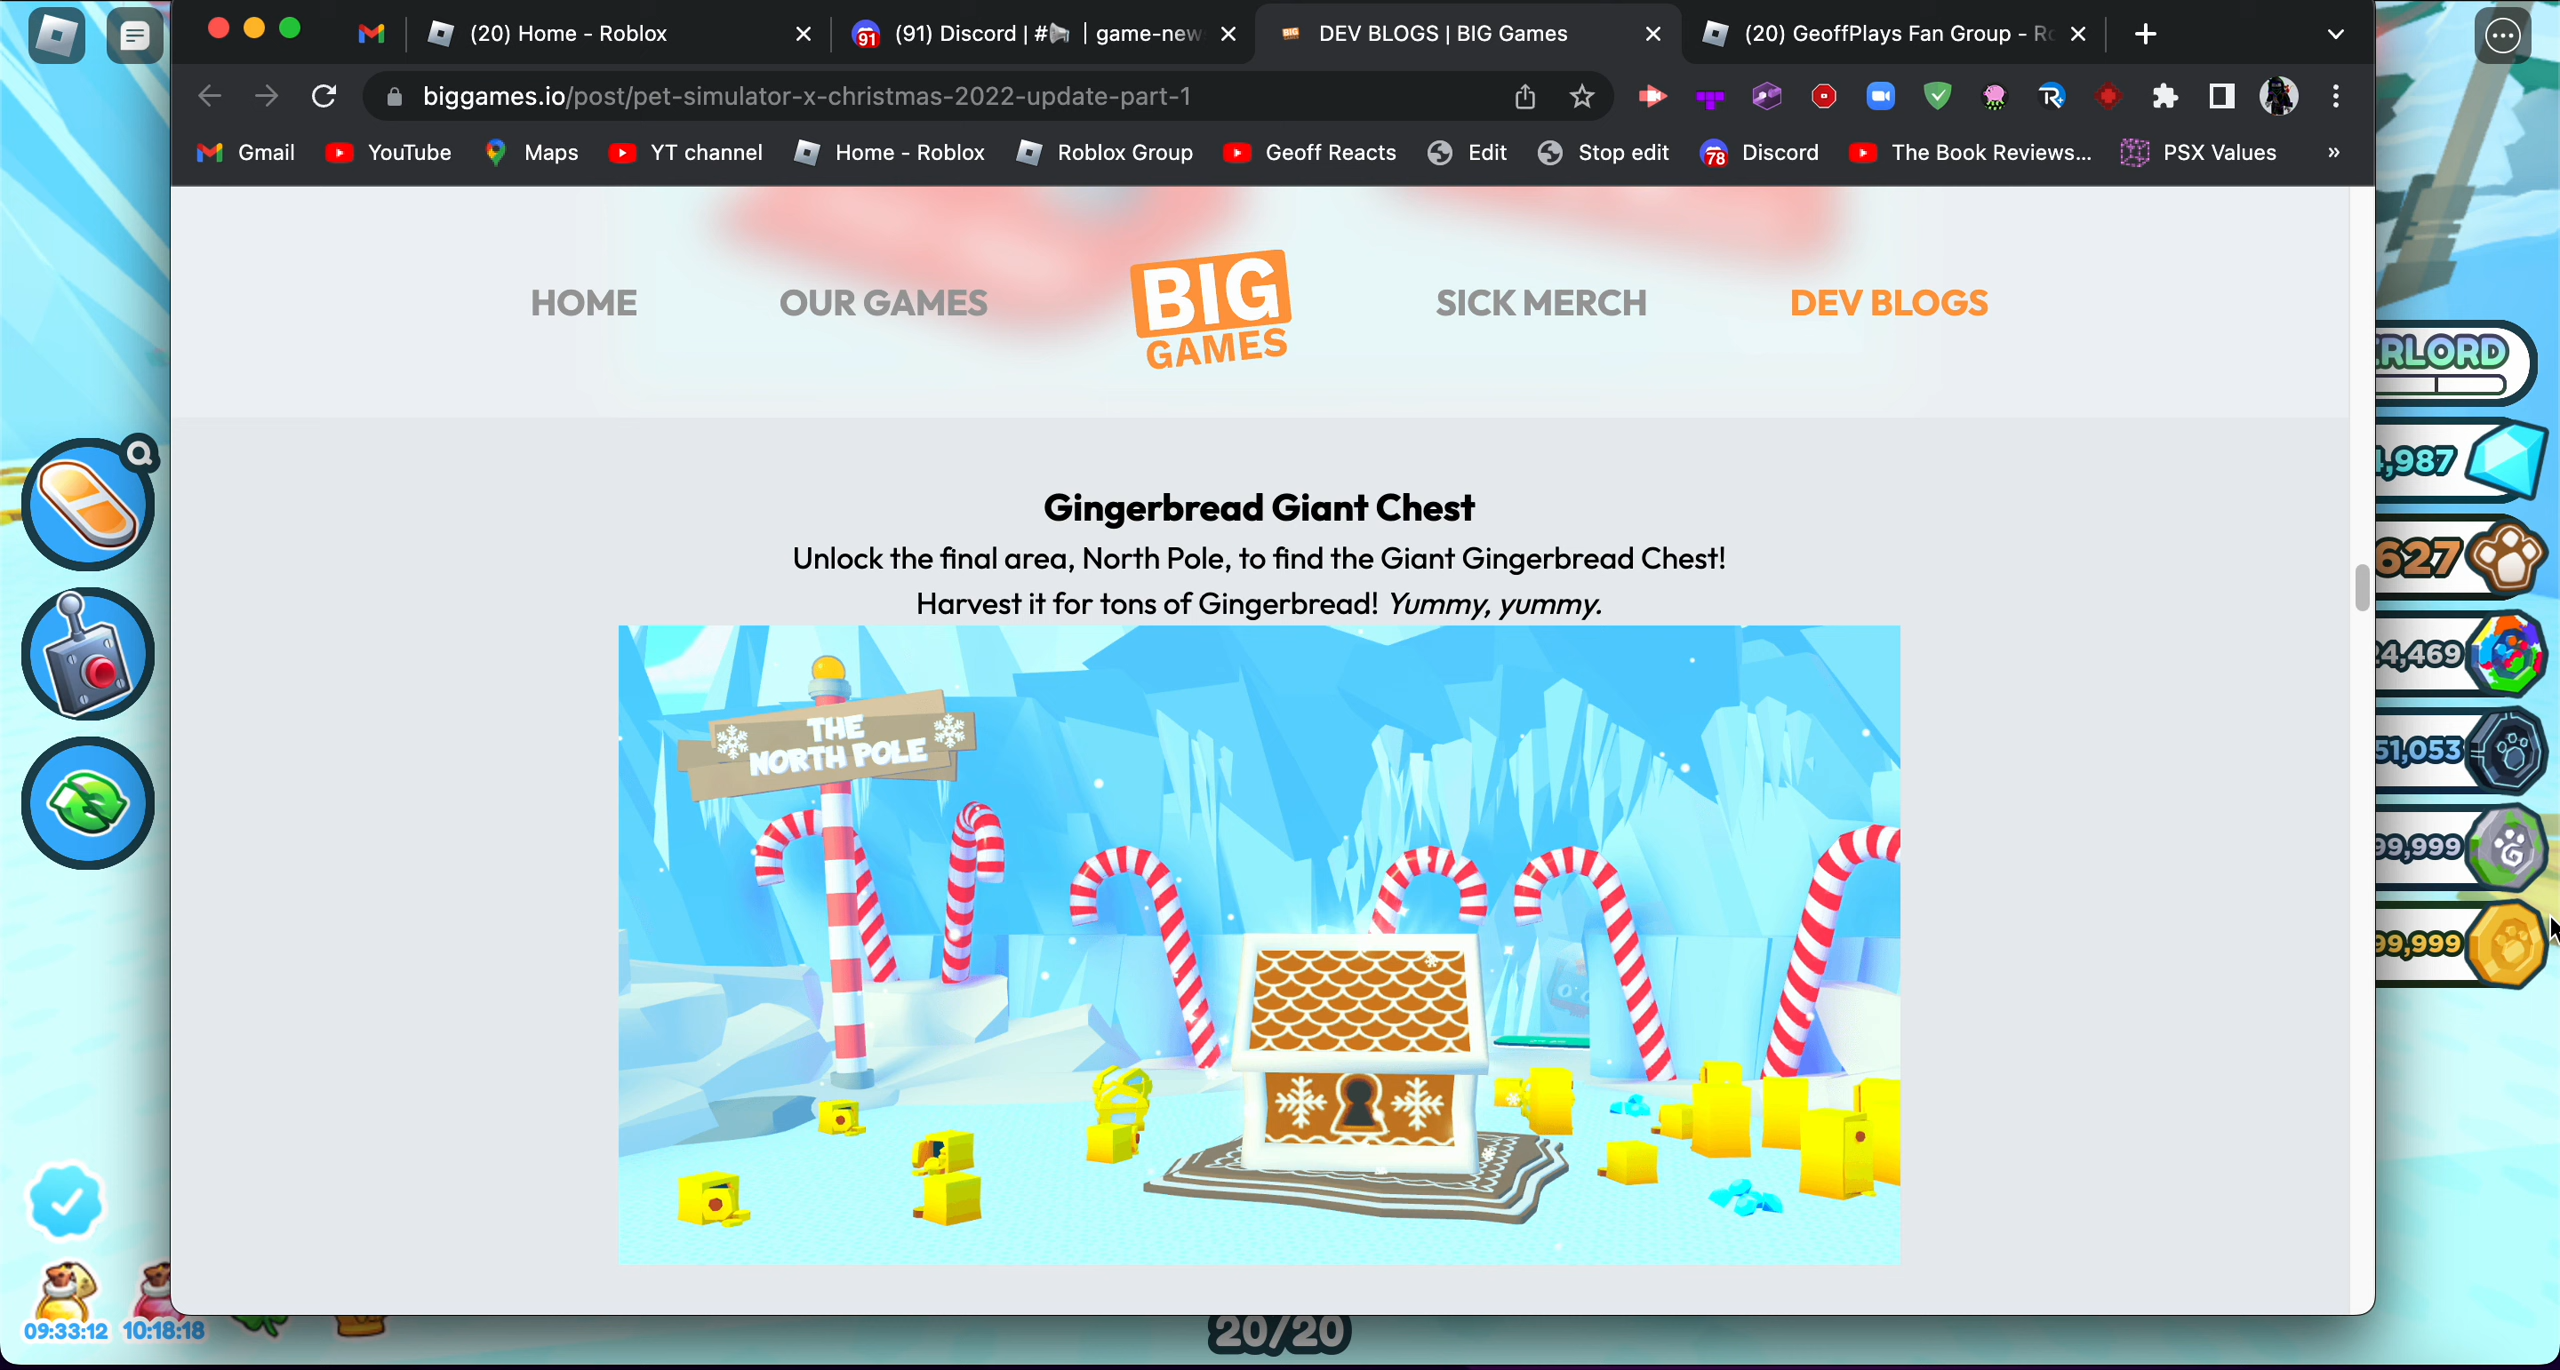 (20) Home - Roblox
(91) Discord | # | game-new
DEV BLOGS | BIG Games
(20) GeoffPlays Fan Group - Ro
biggames.io/post/pet-simulator-x-christmas-2022-update-part-1
Gmail
YouTube
Maps
YT channel
Home - Roblox
Roblox Group
Geoff Reacts
Edit
Stop edit
78
Discord
The Book Reviews...
PSX Values
»
HOME
OUR GAMES
BIG
GAMES
SICK MERCH
DEV BLOGS
Gingerbread Giant Chest
Unlock the final area, North Pole, to find the Giant Gingerbread Chest!
Harvest it for tons of Gingerbread! Yummy, yummy.
THE
NORTH POLE
Q
ERLORD
4,987
627
24,469
51,053
99,999
99,999
09:33:12 10:18:18
20/20